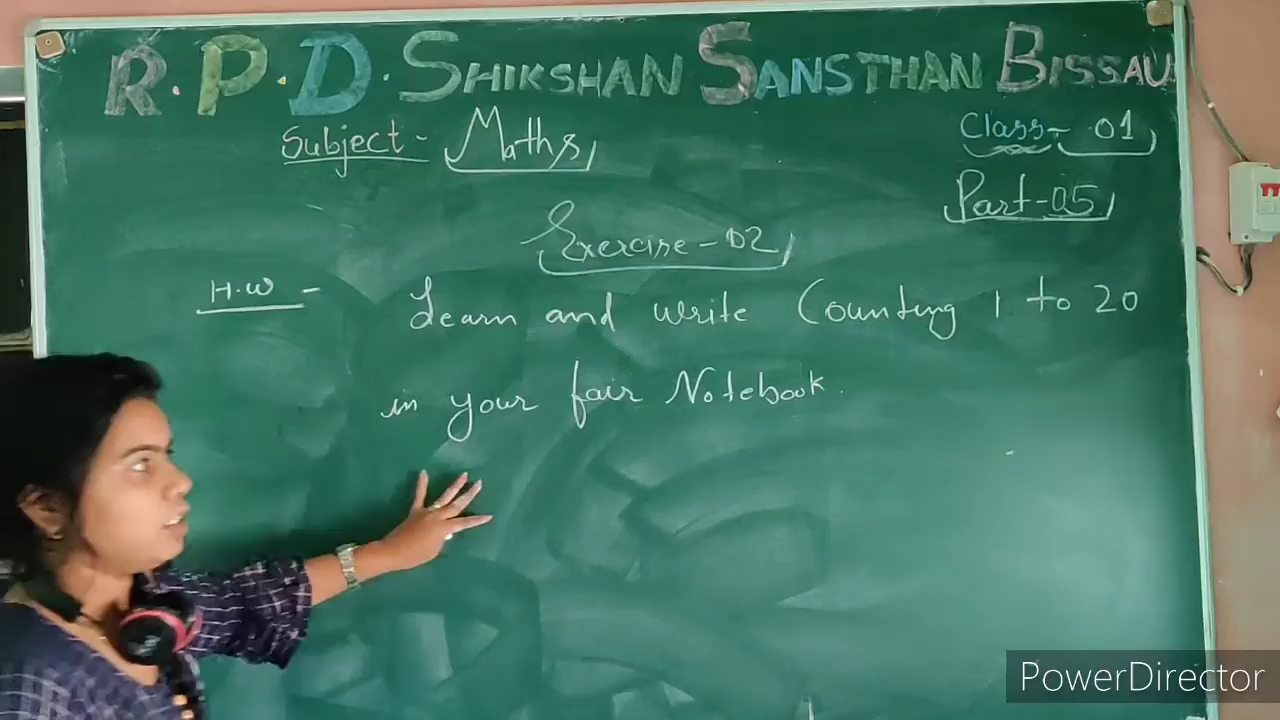 R.P.D. SHIKSHAN SANSTHAN BISSAU
Subject - Maths
Class - 01
Part - 05
Exercise - 02
H.W - Learn and write Counting 1 to 20
in your fair Notebook.
PowerDirector